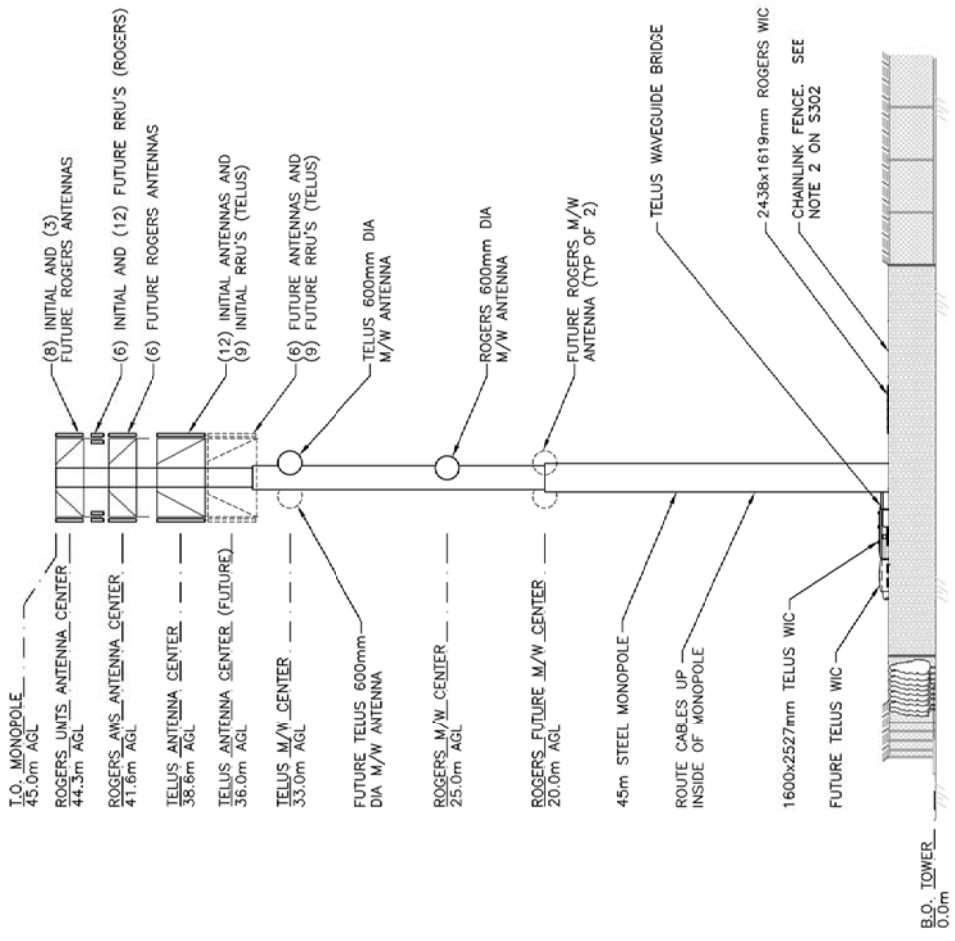 T.O. MONOPOLE
45.0m AGL
ROGERS UMTS ANTENNA CENTER
44.3m AGL
ROGERS AWS ANTENNA CENTER
41.6m AGL
TELUS ANTENNA CENTER
38.6m AGL
TELUS ANTENNA CENTER (FUTURE)
36.0m AGL
TELUS M/W CENTER
33.0m AGL
FUTURE TELUS 600mm
DIA M/W ANTENNA
ROGERS M/W CENTER
25.0m AGL
ROGERS FUTURE M/W CENTER
20.0m AGL
45m STEEL MONOPOLE
ROUTE CABLES UP
INSIDE OF MONOPOLE
1600x2527mm TELUS WIC
FUTURE TELUS WIC
B.O. TOWER
0.0m
(8) INITIAL AND (3)
FUTURE ROGERS ANTENNAS
(6) INITIAL AND (12) FUTURE RRU'S (ROGERS)
(6) FUTURE ROGERS ANTENNAS
(12) INITIAL ANTENNAS AND
(9) INITIAL RRU'S (TELUS)
(6) FUTURE ANTENNAS AND
(9) FUTURE RRU'S (TELUS)
TELUS 600mm DIA
M/W ANTENNA
ROGERS 600mm DIA
M/W ANTENNA
FUTURE ROGERS M/W
ANTENNA (TYP OF 2)
TELUS WAVEGUIDE BRIDGE
2438x1619mm ROGERS WIC
CHAINLINK FENCE. SEE
NOTE 2 ON S302